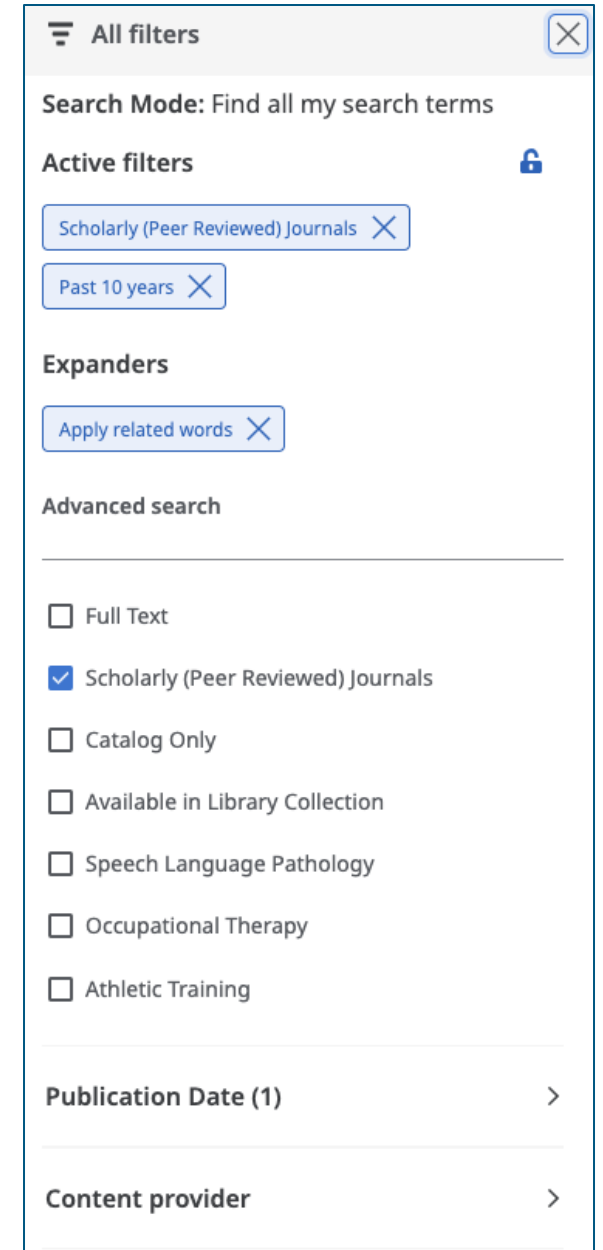 All filters
Search Mode: Find all my search terms
Active filters
Scholarly (Peer Reviewed) Journals
Past 10 years
Expanders
Apply related words
Advanced search
Full Text
Scholarly (Peer Reviewed) Journals
Catalog Only
Available in Library Collection
Speech Language Pathology
Occupational Therapy
Athletic Training
Publication Date (1)
Content provider